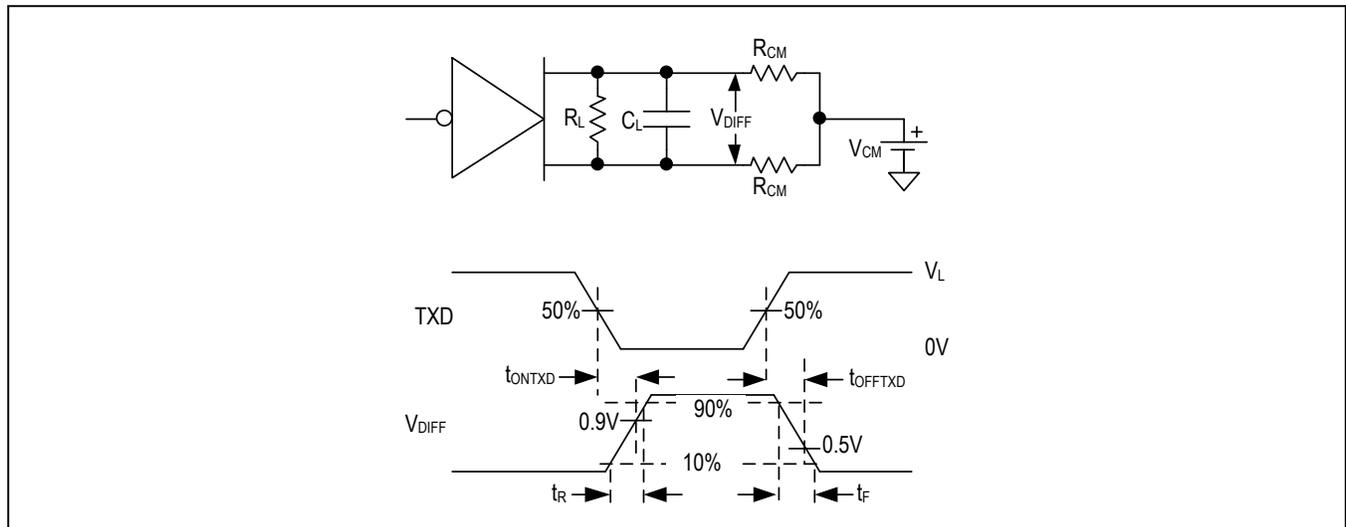 RCM
RL
CL
VDIFF
VCM
+
RCM
VL
TXD
50%
50%
0V
tONTXD
tOFFTXD
90%
VDIFF
0.9V
0.5V
10%
tR
tF